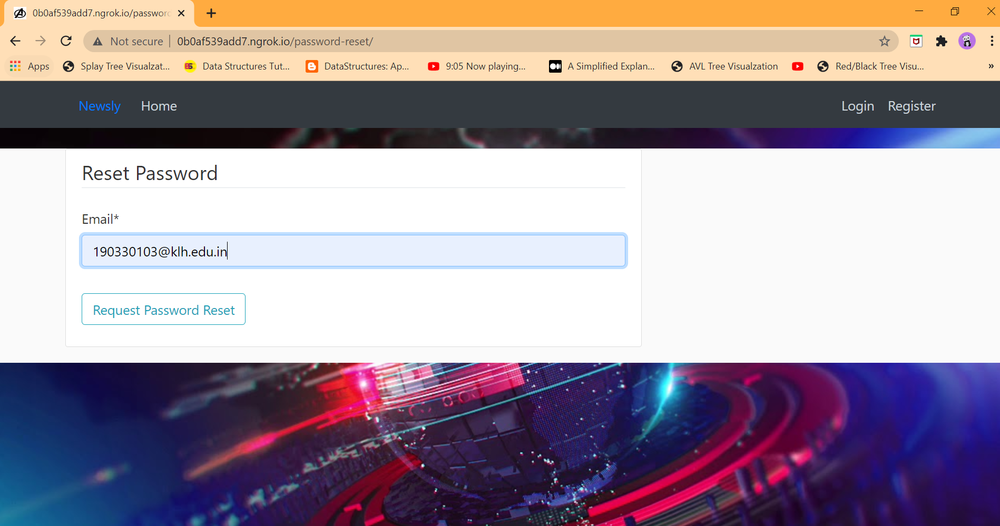 0b0af539add7.ngrok.io/password
Not secure | 0b0af539add7.ngrok.io/password-reset/
Apps Splay Tree Visualzat... Data Structures Tut... DataStructures: Ap... 9:05 Now playing... A Simplified Explan... AVL Tree Visualzation Red/Black Tree Visu... »
Newsly Home Login Register
Reset Password
Email*
190330103@klh.edu.in
Request Password Reset